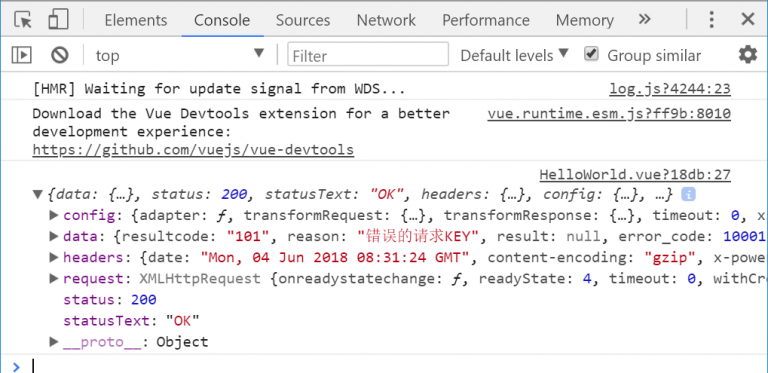 Elements Console Sources Network Performance Memory »
top Filter Default levels Group similar
[HMR] Waiting for update signal from WDS... log.js?4244:23
Download the Vue Devtools extension for a better vue.runtime.esm.js?ff9b:8010
development experience:
https://github.com/vuejs/vue-devtools
HelloWorld.vue?18db:27
{data: {…}, status: 200, statusText: "OK", headers: {…}, config: {…}, …}
config: {adapter: ƒ, transformRequest: {…}, transformResponse: {…}, timeout: 0, x
data: {resultcode: "101", reason: "错误的请求KEY", result: null, error_code: 10001
headers: {date: "Mon, 04 Jun 2018 08:31:24 GMT", content-encoding: "gzip", x-powe
request: XMLHttpRequest {onreadystatechange: ƒ, readyState: 4, timeout: 0, withCr
status: 200
statusText: "OK"
__proto__: Object